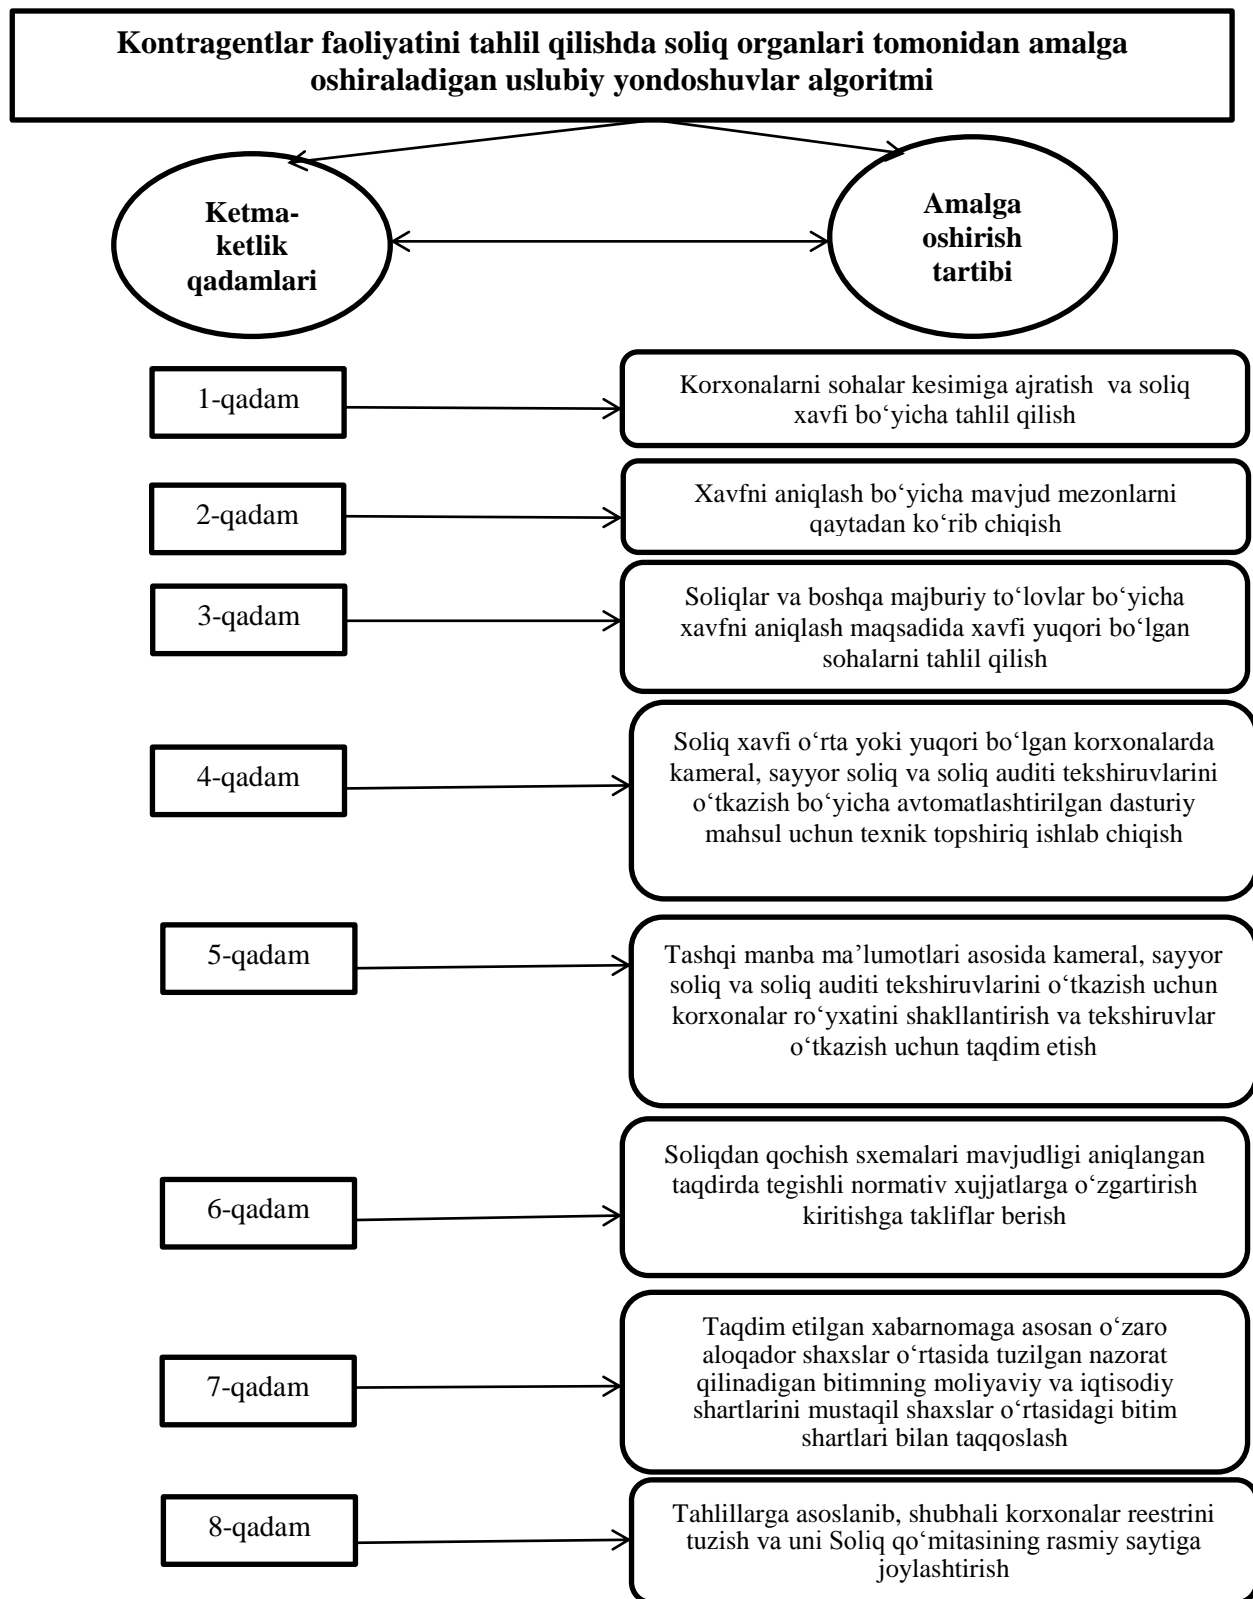 Kontragentlar faoliyatini tahlil qilishda soliq organlari tomonidan amalga
oshiraladigan uslubiy yondoshuvlar algoritmi
Ketma-
ketlik
qadamlari
Amalga
oshirish
tartibi
1-qadam
Korxonalarni sohalar kesimiga ajratish va soliq
xavfi bo‘yicha tahlil qilish
2-qadam
Xavfni aniqlash bo‘yicha mavjud mezonlarni
qaytadan ko‘rib chiqish
3-qadam
Soliqlar va boshqa majburiy to‘lovlar bo‘yicha
xavfni aniqlash maqsadida xavfi yuqori bo‘lgan
sohalarni tahlil qilish
4-qadam
Soliq xavfi o‘rta yoki yuqori bo‘lgan korxonalarda
kameral, sayyor soliq va soliq auditi tekshiruvlarini
o‘tkazish bo‘yicha avtomatlashtirilgan dasturiy
mahsul uchun texnik topshiriq ishlab chiqish
5-qadam
Tashqi manba ma’lumotlari asosida kameral, sayyor
soliq va soliq auditi tekshiruvlarini o‘tkazish uchun
korxonalar ro‘yxatini shakllantirish va tekshiruvlar
o‘tkazish uchun taqdim etish
6-qadam
Soliqdan qochish sxemalari mavjudligi aniqlangan
taqdirda tegishli normativ xujjatlarga o‘zgartirish
kiritishga takliflar berish
7-qadam
Taqdim etilgan xabarnomaga asosan o‘zaro
aloqador shaxslar o‘rtasida tuzilgan nazorat
qilinadigan bitimning moliyaviy va iqtisodiy
shartlarini mustaqil shaxslar o‘rtasidagi bitim
shartlari bilan taqqoslash
8-qadam
Tahlillarga asoslanib, shubhali korxonalar reestrini
tuzish va uni Soliq qo‘mitasining rasmiy saytiga
joylashtirish